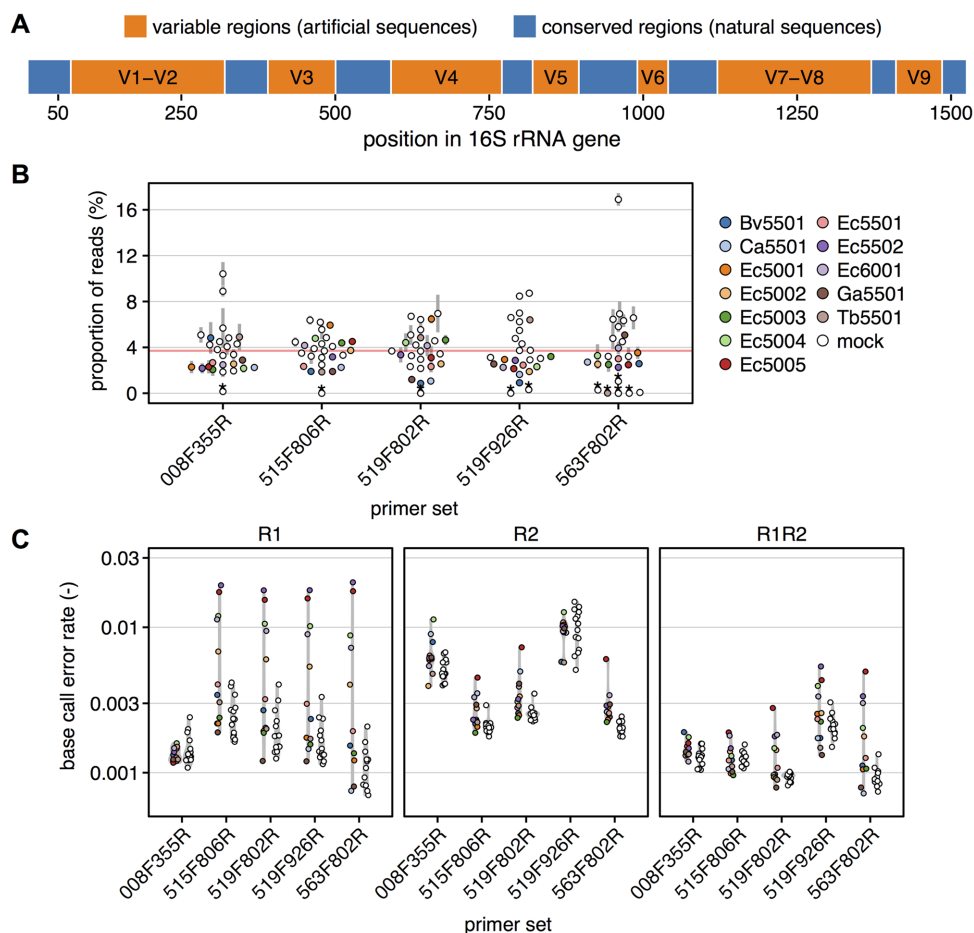 A
variable regions (artificial sequences) conserved regions (natural sequences)
V1–V2 V3 V4 V5 V6 V7–V8 V9
50 250 500 750 1000 1250 1500
position in 16S rRNA gene
B
proportion of reads (%)
16
12
8
4
0
008F355R 515F806R 519F802R 519F926R 563F802R
primer set
Bv5501 Ec5501
Ca5501 Ec5502
Ec5001 Ec6001
Ec5002 Ga5501
Ec5003 Tb5501
Ec5004 mock
Ec5005
C
R1 R2 R1R2
base call error rate (-)
0.03
0.01
0.003
0.001
008F355R 515F806R 519F802R 519F926R 563F802R
008F355R 515F806R 519F802R 519F926R 563F802R
008F355R 515F806R 519F802R 519F926R 563F802R
primer set